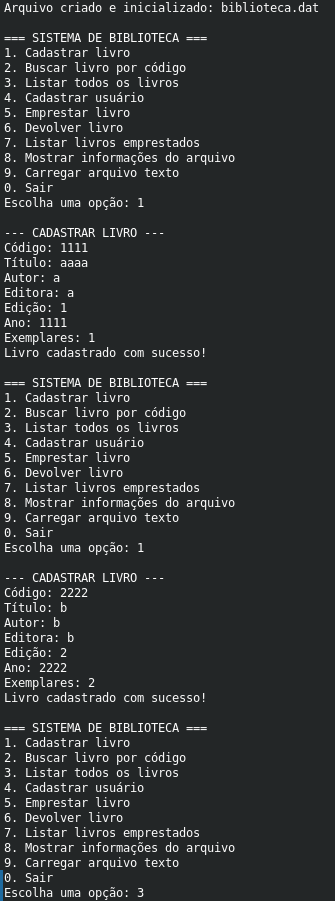 Arquivo criado e inicializado: biblioteca.dat

=== SISTEMA DE BIBLIOTECA ===
1. Cadastrar livro
2. Buscar livro por código
3. Listar todos os livros
4. Cadastrar usuário
5. Emprestar livro
6. Devolver livro
7. Listar livros emprestados
8. Mostrar informações do arquivo
9. Carregar arquivo texto
0. Sair
Escolha uma opção: 1

--- CADASTRAR LIVRO ---
Código: 1111
Título: aaaa
Autor: a
Editora: a
Edição: 1
Ano: 1111
Exemplares: 1
Livro cadastrado com sucesso!

=== SISTEMA DE BIBLIOTECA ===
1. Cadastrar livro
2. Buscar livro por código
3. Listar todos os livros
4. Cadastrar usuário
5. Emprestar livro
6. Devolver livro
7. Listar livros emprestados
8. Mostrar informações do arquivo
9. Carregar arquivo texto
0. Sair
Escolha uma opção: 1

--- CADASTRAR LIVRO ---
Código: 2222
Título: b
Autor: b
Editora: b
Edição: 2
Ano: 2222
Exemplares: 2
Livro cadastrado com sucesso!

=== SISTEMA DE BIBLIOTECA ===
1. Cadastrar livro
2. Buscar livro por código
3. Listar todos os livros
4. Cadastrar usuário
5. Emprestar livro
6. Devolver livro
7. Listar livros emprestados
8. Mostrar informações do arquivo
9. Carregar arquivo texto
0. Sair
Escolha uma opção: 3